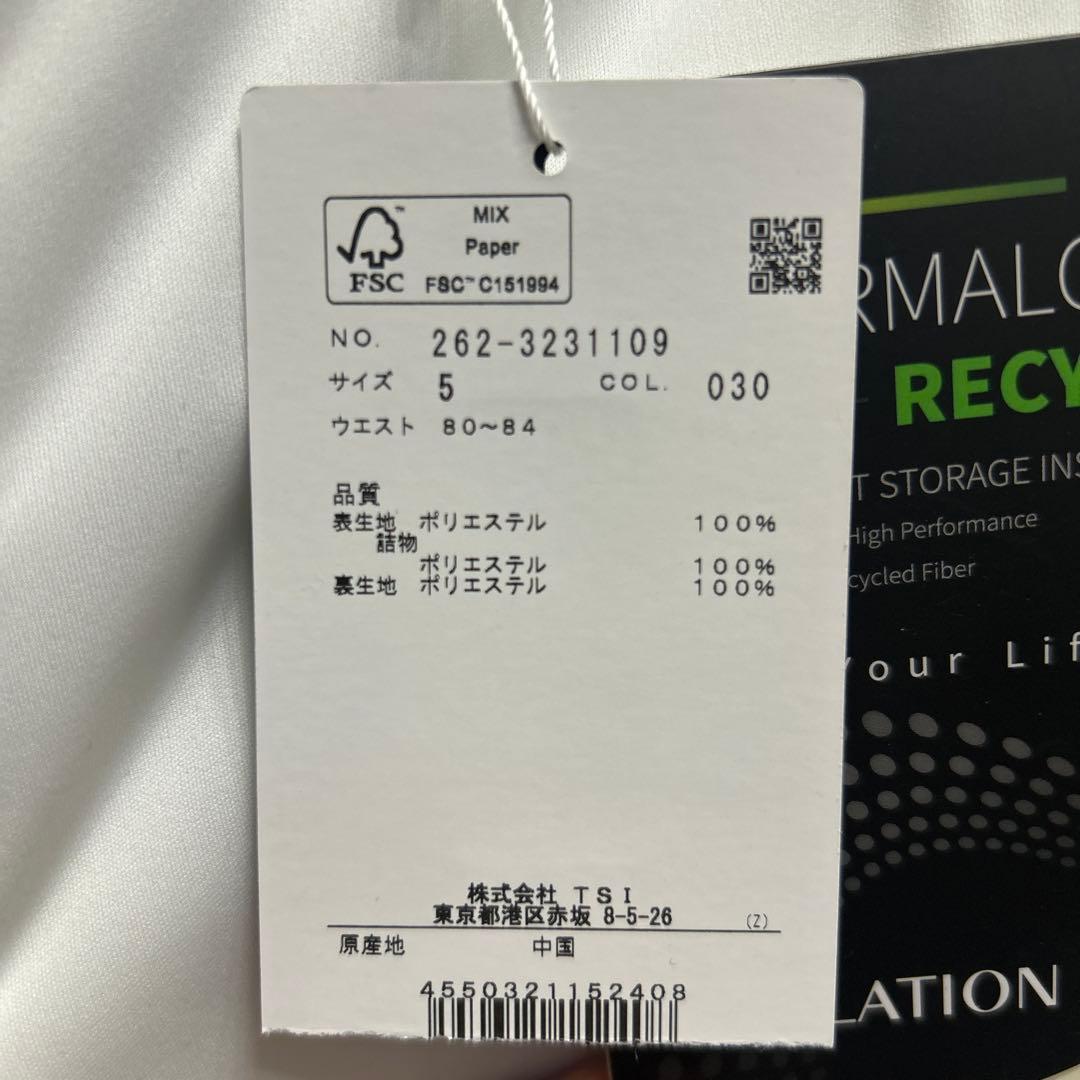 MIX
Paper
FSC™ C151994
FSC
NO. 262-3231109
サイズ 5 COL. 030
ウエスト 80～84
品質
表生地 ポリエステル 100%
詰物
ポリエステル 100%
裏生地 ポリエステル 100%
株式会社 TSI
東京都港区赤坂 8-5-26 (Z)
原産地 中国
4550321152408
RMAL
RECY
T STORAGE INS
High Performance
cycled Fiber
Your Lif
LATION